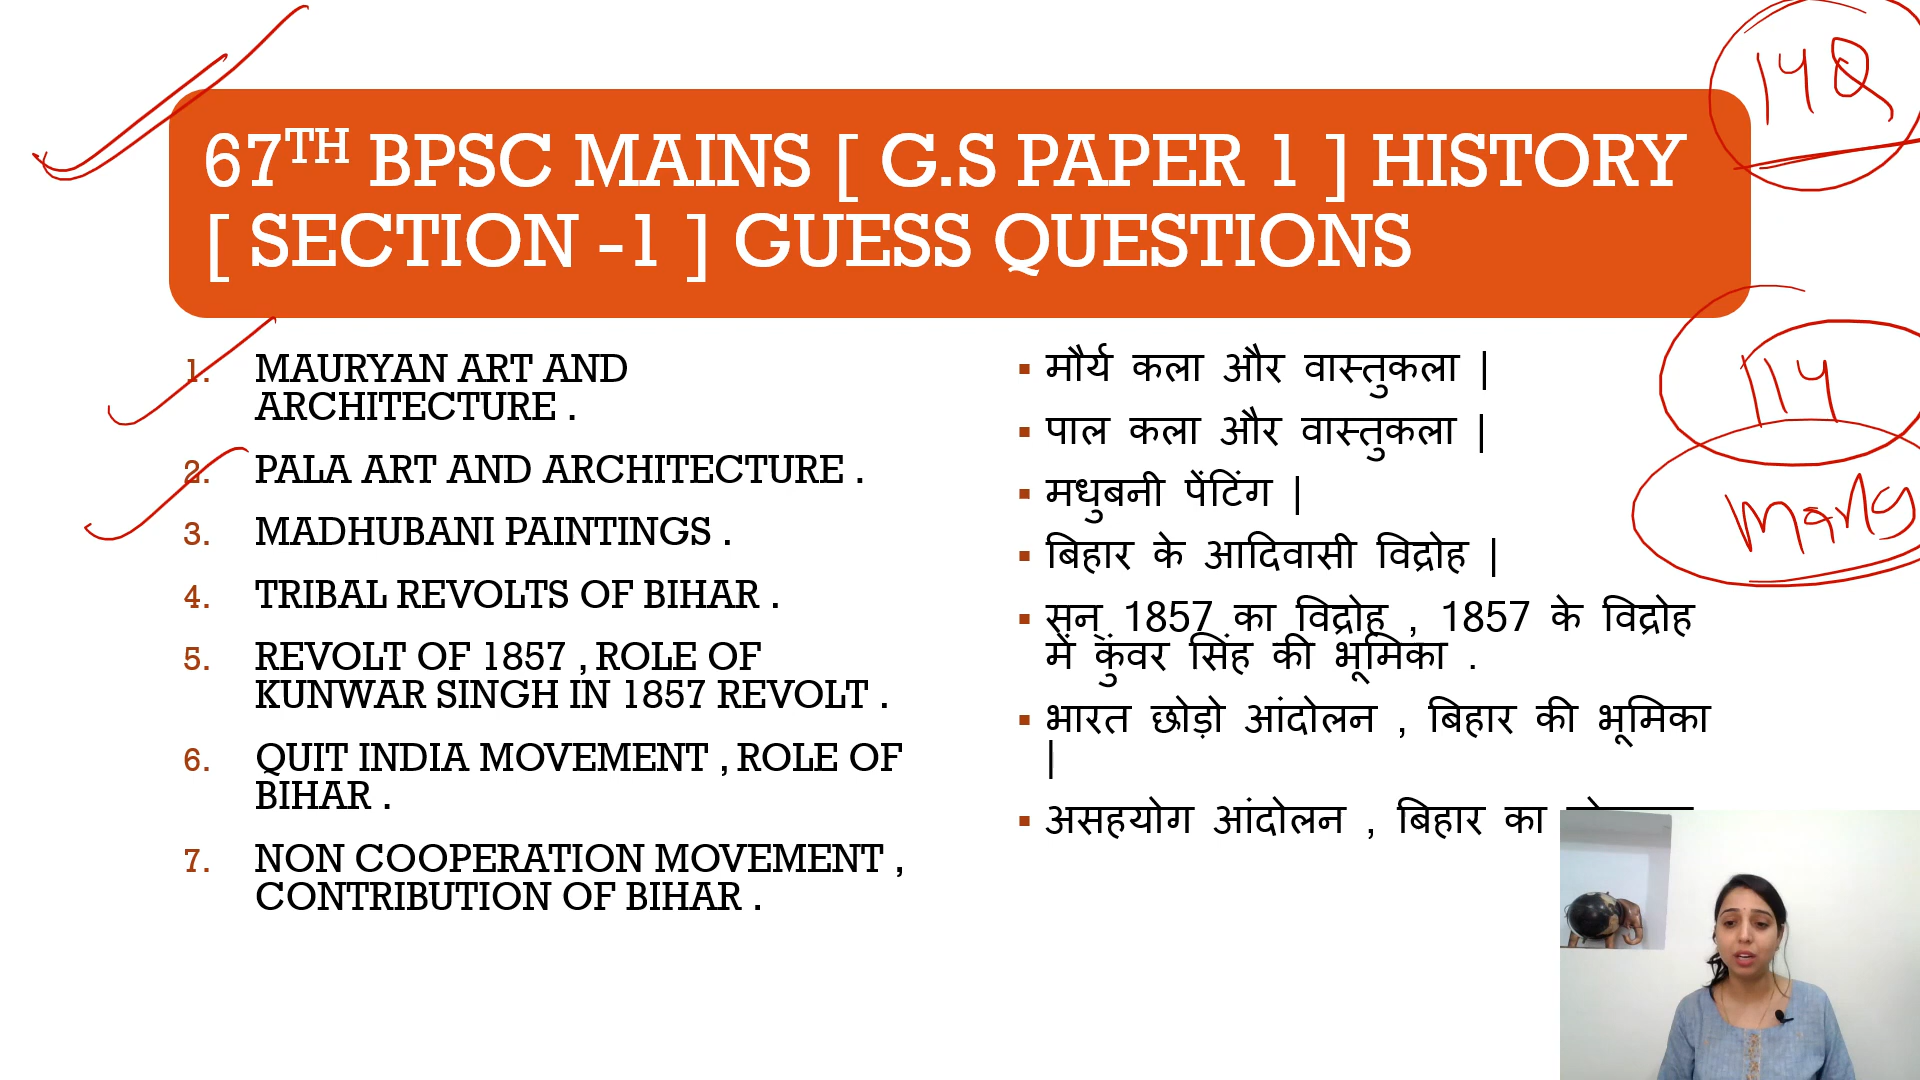 67TH BPSC MAINS [ G.S PAPER 1 ] HISTORY
[ SECTION -1 ] GUESS QUESTIONS
1. MAURYAN ART AND
ARCHITECTURE .
2. PALA ART AND ARCHITECTURE .
3. MADHUBANI PAINTINGS .
4. TRIBAL REVOLTS OF BIHAR .
5. REVOLT OF 1857 , ROLE OF
KUNWAR SINGH IN 1857 REVOLT .
6. QUIT INDIA MOVEMENT , ROLE OF
BIHAR .
7. NON COOPERATION MOVEMENT ,
CONTRIBUTION OF BIHAR .
▪ मौर्य कला और वास्तुकला |
▪ पाल कला और वास्तुकला |
▪ मधुबनी पेंटिंग |
▪ बिहार के आदिवासी विद्रोह |
▪ सन् 1857 का विद्रोह , 1857 के विद्रोह
में कुंवर सिंह की भूमिका .
▪ भारत छोड़ो आंदोलन , बिहार की भूमिका
|
▪ असहयोग आंदोलन , बिहार का
14Q
114
Marks